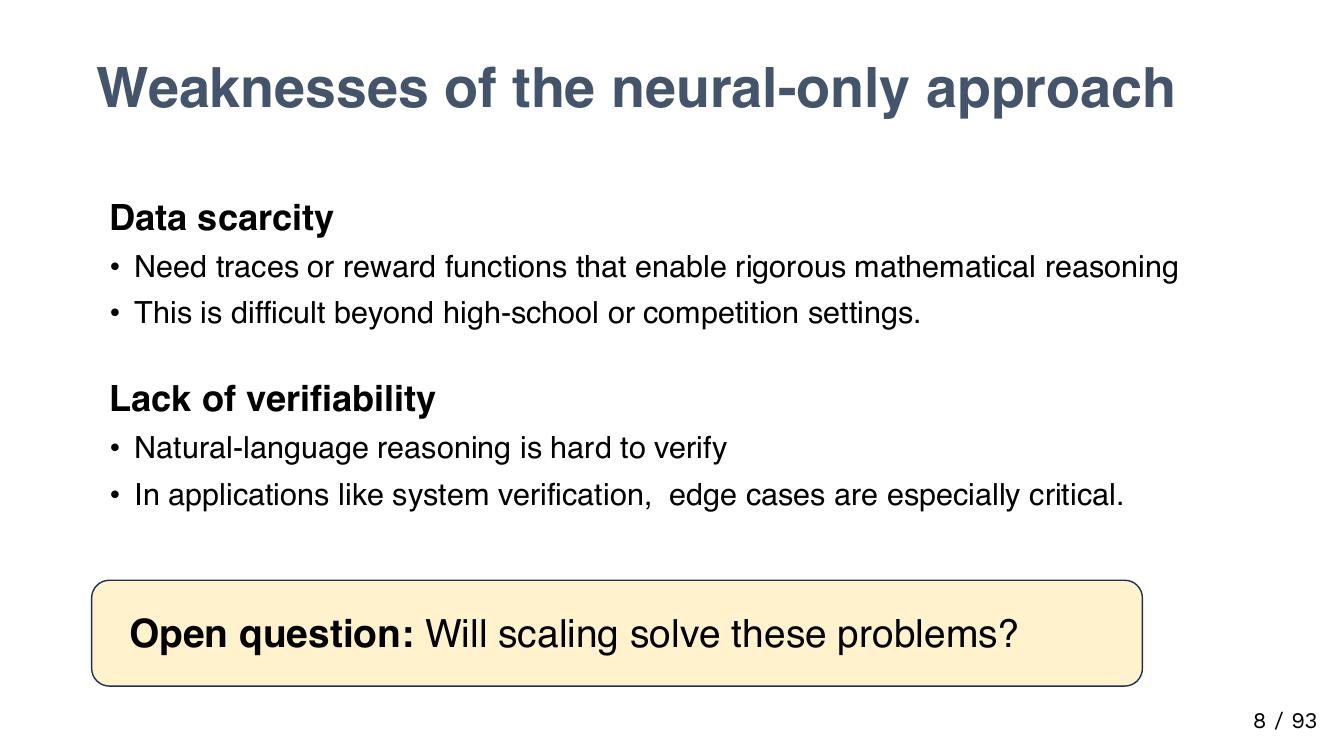 Weaknesses of the neural-only approach
Data scarcity
• Need traces or reward functions that enable rigorous mathematical reasoning
• This is difficult beyond high-school or competition settings.
Lack of verifiability
• Natural-language reasoning is hard to verify
• In applications like system verification,  edge cases are especially critical.
Open question: Will scaling solve these problems?
8 / 93